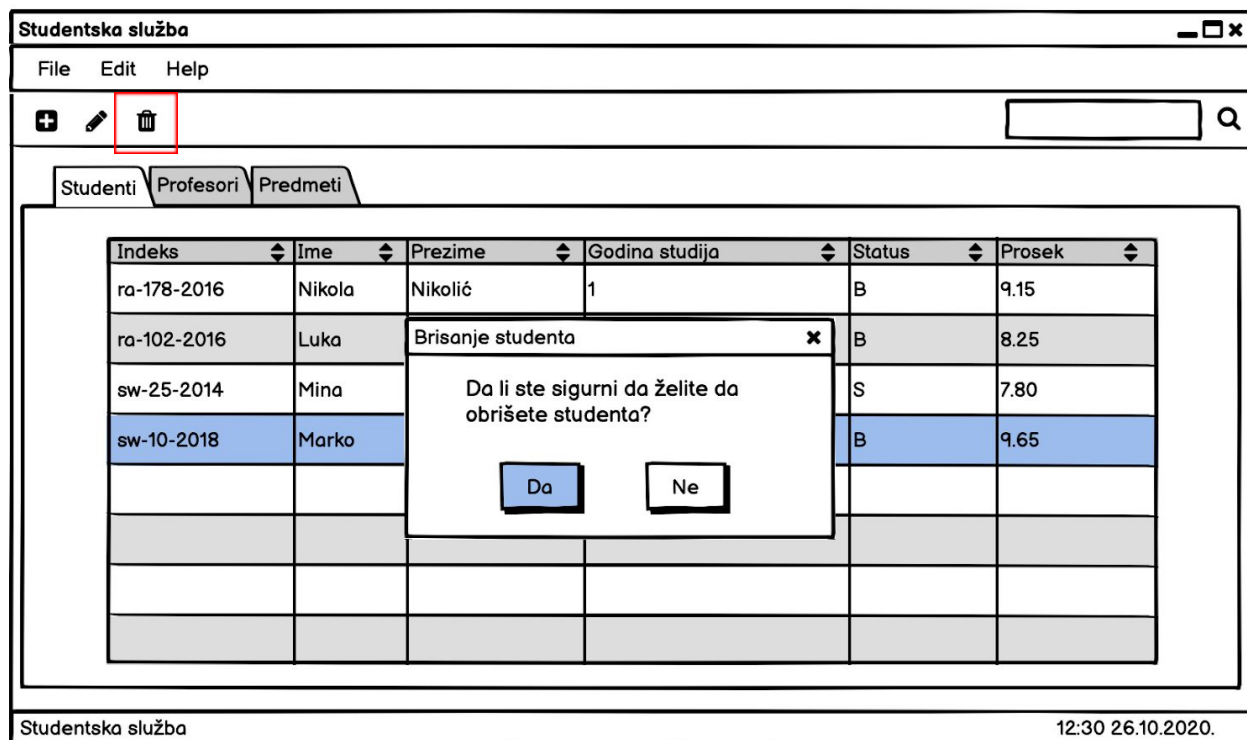 Studentska služba
File Edit Help
Studenti Profesori Predmeti
Indeks Ime Prezime Godina studija Status Prosek
ra-178-2016 Nikola Nikolić 1 B 9.15
ra-102-2016 Luka B 8.25
sw-25-2014 Mina S 7.80
sw-10-2018 Marko B 9.65
Brisanje studenta
Da li ste sigurni da želite da
obrišete studenta?
Da Ne
Studentska služba 12:30 26.10.2020.